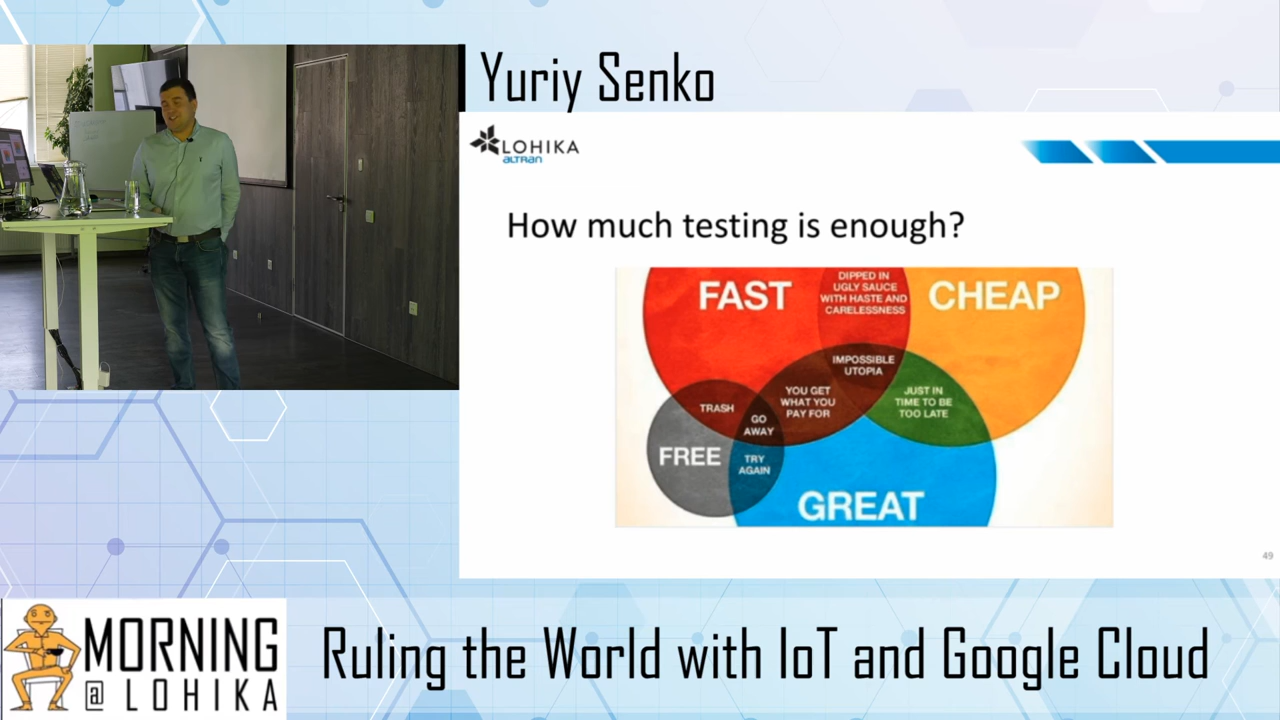 Yuriy Senko
LOHIKA
altran
How much testing is enough?
FAST
DIPPED IN
UGLY SAUCE
WITH HASTE AND
CARELESSNESS
CHEAP
IMPOSSIBLE
UTOPIA
YOU GET
WHAT YOU
PAY FOR
JUST IN
TIME TO BE
TOO LATE
TRASH
GO
AWAY
FREE
TRY
AGAIN
GREAT
49
MORNING
@ LOHIKA
Ruling the World with IoT and Google Cloud